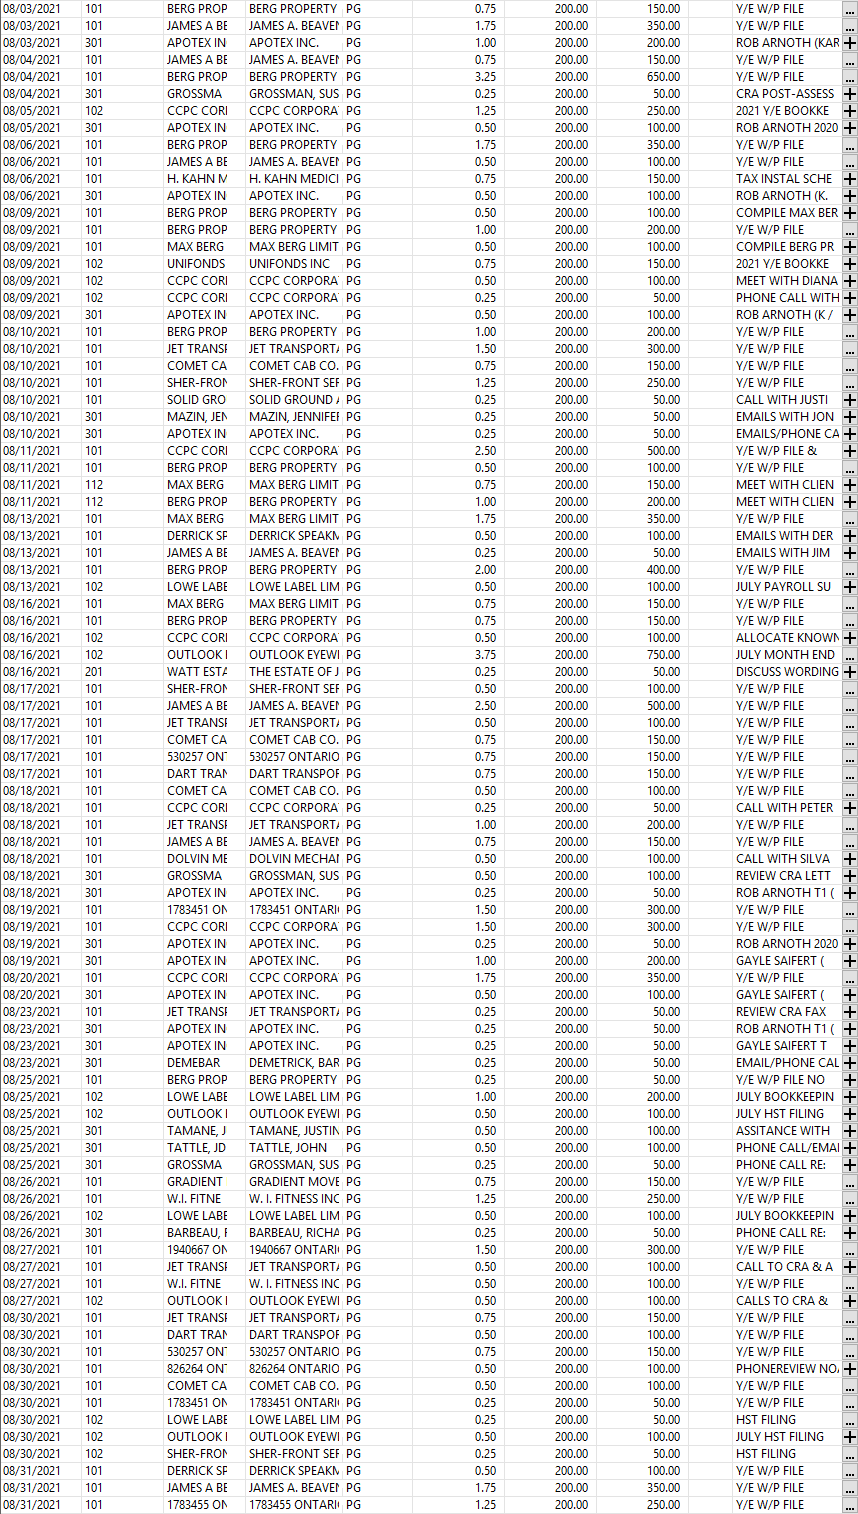 08/03/2021 101 BERG PROP BERG PROPERTY PG 0.75 200.00 150.00 Y/E W/P FILE ...
08/03/2021 101 JAMES A BE JAMES A. BEAVEN PG 1.75 200.00 350.00 Y/E W/P FILE ...
08/03/2021 301 APOTEX IN APOTEX INC. PG 1.00 200.00 200.00 ROB ARNOTH (KAR +
08/04/2021 101 JAMES A BE JAMES A. BEAVEN PG 0.75 200.00 150.00 Y/E W/P FILE ...
08/04/2021 101 BERG PROP BERG PROPERTY PG 3.25 200.00 650.00 Y/E W/P FILE ...
08/04/2021 301 GROSSMA GROSSMAN, SUS PG 0.25 200.00 50.00 CRA POST-ASSESS +
08/05/2021 102 CCPC CORI CCPC CORPORA PG 1.25 200.00 250.00 2021 Y/E BOOKKE +
08/05/2021 301 APOTEX IN APOTEX INC. PG 0.50 200.00 100.00 ROB ARNOTH 2020 +
08/06/2021 101 BERG PROP BERG PROPERTY PG 1.75 200.00 350.00 Y/E W/P FILE ...
08/06/2021 101 JAMES A BE JAMES A. BEAVEN PG 0.50 200.00 100.00 Y/E W/P FILE ...
08/06/2021 101 H. KAHN M H. KAHN MEDICI PG 0.75 200.00 150.00 TAX INSTAL SCHE +
08/06/2021 301 APOTEX IN APOTEX INC. PG 0.50 200.00 100.00 ROB ARNOTH (K. +
08/09/2021 101 BERG PROP BERG PROPERTY PG 0.50 200.00 100.00 COMPILE MAX BER +
08/09/2021 101 BERG PROP BERG PROPERTY PG 1.00 200.00 200.00 Y/E W/P FILE ...
08/09/2021 101 MAX BERG MAX BERG LIMIT PG 0.50 200.00 100.00 COMPILE BERG PR +
08/09/2021 102 UNIFONDS UNIFONDS INC PG 0.75 200.00 150.00 2021 Y/E BOOKKE +
08/09/2021 102 CCPC CORI CCPC CORPORA PG 0.50 200.00 100.00 MEET WITH DIANA +
08/09/2021 102 CCPC CORI CCPC CORPORA PG 0.25 200.00 50.00 PHONE CALL WITH +
08/09/2021 301 APOTEX IN APOTEX INC. PG 0.50 200.00 100.00 ROB ARNOTH (K / +
08/10/2021 101 BERG PROP BERG PROPERTY PG 1.00 200.00 200.00 Y/E W/P FILE ...
08/10/2021 101 JET TRANSF JET TRANSPORTA PG 1.50 200.00 300.00 Y/E W/P FILE ...
08/10/2021 101 COMET CA COMET CAB CO. PG 0.75 200.00 150.00 Y/E W/P FILE ...
08/10/2021 101 SHER-FRON SHER-FRONT SEF PG 1.25 200.00 250.00 Y/E W/P FILE ...
08/10/2021 101 SOLID GRO SOLID GROUND A PG 0.25 200.00 50.00 CALL WITH JUSTI +
08/10/2021 301 MAZIN, JEN MAZIN, JENNIFEI PG 0.25 200.00 50.00 EMAILS WITH JON +
08/10/2021 301 APOTEX IN APOTEX INC. PG 0.25 200.00 50.00 EMAILS/PHONE CA +
08/11/2021 101 CCPC CORI CCPC CORPORA PG 2.50 200.00 500.00 Y/E W/P FILE & +
08/11/2021 101 BERG PROP BERG PROPERTY PG 0.50 200.00 100.00 Y/E W/P FILE ...
08/11/2021 112 MAX BERG MAX BERG LIMIT PG 0.75 200.00 150.00 MEET WITH CLIEN +
08/11/2021 112 BERG PROP BERG PROPERTY PG 1.00 200.00 200.00 MEET WITH CLIEN +
08/13/2021 101 MAX BERG MAX BERG LIMIT PG 1.75 200.00 350.00 Y/E W/P FILE ...
08/13/2021 101 DERRICK SP DERRICK SPEAKN PG 0.50 200.00 100.00 EMAILS WITH DER +
08/13/2021 101 JAMES A BE JAMES A. BEAVEN PG 0.25 200.00 50.00 EMAILS WITH JIM +
08/13/2021 101 BERG PROP BERG PROPERTY PG 2.00 200.00 400.00 Y/E W/P FILE ...
08/13/2021 102 LOWE LABE LOWE LABEL LIM PG 0.50 200.00 100.00 JULY PAYROLL SU +
08/16/2021 101 MAX BERG MAX BERG LIMIT PG 0.75 200.00 150.00 Y/E W/P FILE ...
08/16/2021 101 BERG PROP BERG PROPERTY PG 0.75 200.00 150.00 Y/E W/P FILE ...
08/16/2021 102 CCPC CORI CCPC CORPORA PG 0.50 200.00 100.00 ALLOCATE KNOWN +
08/16/2021 102 OUTLOOK I OUTLOOK EYEWI PG 3.75 200.00 750.00 JULY MONTH END ...
08/16/2021 201 WATT ESTA THE ESTATE OF J PG 0.25 200.00 50.00 DISCUSS WORDING +
08/17/2021 101 SHER-FRON SHER-FRONT SEF PG 0.50 200.00 100.00 Y/E W/P FILE ...
08/17/2021 101 JAMES A BE JAMES A. BEAVEN PG 2.50 200.00 500.00 Y/E W/P FILE ...
08/17/2021 101 JET TRANSF JET TRANSPORTA PG 0.50 200.00 100.00 Y/E W/P FILE ...
08/17/2021 101 COMET CA COMET CAB CO. PG 0.75 200.00 150.00 Y/E W/P FILE ...
08/17/2021 101 530257 ONT 530257 ONTARIO PG 0.75 200.00 150.00 Y/E W/P FILE ...
08/17/2021 101 DART TRAN DART TRANSPOF PG 0.75 200.00 150.00 Y/E W/P FILE ...
08/18/2021 101 COMET CA COMET CAB CO. PG 0.50 200.00 100.00 Y/E W/P FILE ...
08/18/2021 101 CCPC CORI CCPC CORPORA PG 0.25 200.00 50.00 CALL WITH PETER +
08/18/2021 101 JET TRANSF JET TRANSPORTA PG 1.00 200.00 200.00 Y/E W/P FILE ...
08/18/2021 101 JAMES A BE JAMES A. BEAVEN PG 0.75 200.00 150.00 Y/E W/P FILE ...
08/18/2021 101 DOLVIN ME DOLVIN MECHAI PG 0.50 200.00 100.00 CALL WITH SILVA +
08/18/2021 301 GROSSMA GROSSMAN, SUS PG 0.50 200.00 100.00 REVIEW CRA LETT +
08/18/2021 301 APOTEX IN APOTEX INC. PG 0.25 200.00 50.00 ROB ARNOTH T1 ( +
08/19/2021 101 1783451 ON 1783451 ONTARI PG 1.50 200.00 300.00 Y/E W/P FILE ...
08/19/2021 101 CCPC CORI CCPC CORPORA PG 1.50 200.00 300.00 Y/E W/P FILE ...
08/19/2021 301 APOTEX IN APOTEX INC. PG 0.25 200.00 50.00 ROB ARNOTH 2020 +
08/19/2021 301 APOTEX IN APOTEX INC. PG 1.00 200.00 200.00 GAYLE SAIFERT ( +
08/20/2021 101 CCPC CORI CCPC CORPORA PG 1.75 200.00 350.00 Y/E W/P FILE ...
08/20/2021 301 APOTEX IN APOTEX INC. PG 0.50 200.00 100.00 GAYLE SAIFERT ( +
08/23/2021 101 JET TRANSF JET TRANSPORTA PG 0.25 200.00 50.00 REVIEW CRA FAX +
08/23/2021 301 APOTEX IN APOTEX INC. PG 0.25 200.00 50.00 ROB ARNOTH T1 ( +
08/23/2021 301 APOTEX IN APOTEX INC. PG 0.25 200.00 50.00 GAYLE SAIFERT T +
08/23/2021 301 DEMEBAR DEMETRICK, BAR PG 0.25 200.00 50.00 EMAIL/PHONE CAL +
08/25/2021 101 BERG PROP BERG PROPERTY PG 0.25 200.00 50.00 Y/E W/P FILE NO +
08/25/2021 102 LOWE LABE LOWE LABEL LIM PG 1.00 200.00 200.00 JULY BOOKKEEPIN +
08/25/2021 102 OUTLOOK I OUTLOOK EYEWI PG 0.50 200.00 100.00 JULY HST FILING +
08/25/2021 301 TAMANE, J TAMANE, JUSTIN PG 0.50 200.00 100.00 ASSITANCE WITH +
08/25/2021 301 TATTLE, JD TATTLE, JOHN PG 0.50 200.00 100.00 PHONE CALL/EMAI +
08/25/2021 301 GROSSMA GROSSMAN, SUS PG 0.25 200.00 50.00 PHONE CALL RE: +
08/26/2021 101 GRADIENT GRADIENT MOVE PG 0.75 200.00 150.00 Y/E W/P FILE ...
08/26/2021 101 W.I. FITNE W. I. FITNESS INC PG 1.25 200.00 250.00 Y/E W/P FILE ...
08/26/2021 102 LOWE LABE LOWE LABEL LIM PG 0.50 200.00 100.00 JULY BOOKKEEPIN +
08/26/2021 301 BARBEAU, F BARBEAU, RICHA PG 0.25 200.00 50.00 PHONE CALL RE: +
08/27/2021 101 1940667 ON 1940667 ONTARI PG 1.50 200.00 300.00 Y/E W/P FILE ...
08/27/2021 101 JET TRANSF JET TRANSPORTA PG 0.50 200.00 100.00 CALL TO CRA & A +
08/27/2021 101 W.I. FITNE W. I. FITNESS INC PG 0.50 200.00 100.00 Y/E W/P FILE ...
08/27/2021 102 OUTLOOK I OUTLOOK EYEWI PG 0.50 200.00 100.00 CALLS TO CRA & +
08/30/2021 101 JET TRANSF JET TRANSPORTA PG 0.75 200.00 150.00 Y/E W/P FILE ...
08/30/2021 101 DART TRAN DART TRANSPOF PG 0.50 200.00 100.00 Y/E W/P FILE ...
08/30/2021 101 530257 ONT 530257 ONTARIO PG 0.75 200.00 150.00 Y/E W/P FILE ...
08/30/2021 101 826264 ONT 826264 ONTARIO PG 0.50 200.00 100.00 PHONEREVIEW NO +
08/30/2021 101 COMET CA COMET CAB CO. PG 0.50 200.00 100.00 Y/E W/P FILE ...
08/30/2021 101 1783451 ON 1783451 ONTARI PG 0.25 200.00 50.00 Y/E W/P FILE ...
08/30/2021 102 LOWE LABE LOWE LABEL LIM PG 0.25 200.00 50.00 HST FILING ...
08/30/2021 102 OUTLOOK I OUTLOOK EYEWI PG 0.50 200.00 100.00 JULY HST FILING +
08/30/2021 102 SHER-FRON SHER-FRONT SEF PG 0.25 200.00 50.00 HST FILING ...
08/31/2021 101 DERRICK SP DERRICK SPEAKN PG 0.50 200.00 100.00 Y/E W/P FILE ...
08/31/2021 101 JAMES A BE JAMES A. BEAVEN PG 1.75 200.00 350.00 Y/E W/P FILE ...
08/31/2021 101 1783455 ON 1783455 ONTARI PG 1.25 200.00 250.00 Y/E W/P FILE ...